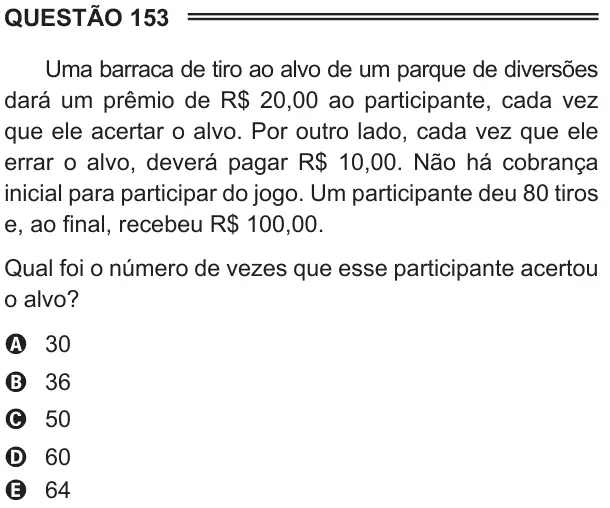 QUESTÃO 153
Uma barraca de tiro ao alvo de um parque de diversões
dará um prêmio de R$ 20,00 ao participante, cada vez
que ele acertar o alvo. Por outro lado, cada vez que ele
errar o alvo, deverá pagar R$ 10,00. Não há cobrança
inicial para participar do jogo. Um participante deu 80 tiros
e, ao final, recebeu R$ 100,00.
Qual foi o número de vezes que esse participante acertou
o alvo?
A 30
B 36
C 50
D 60
E 64